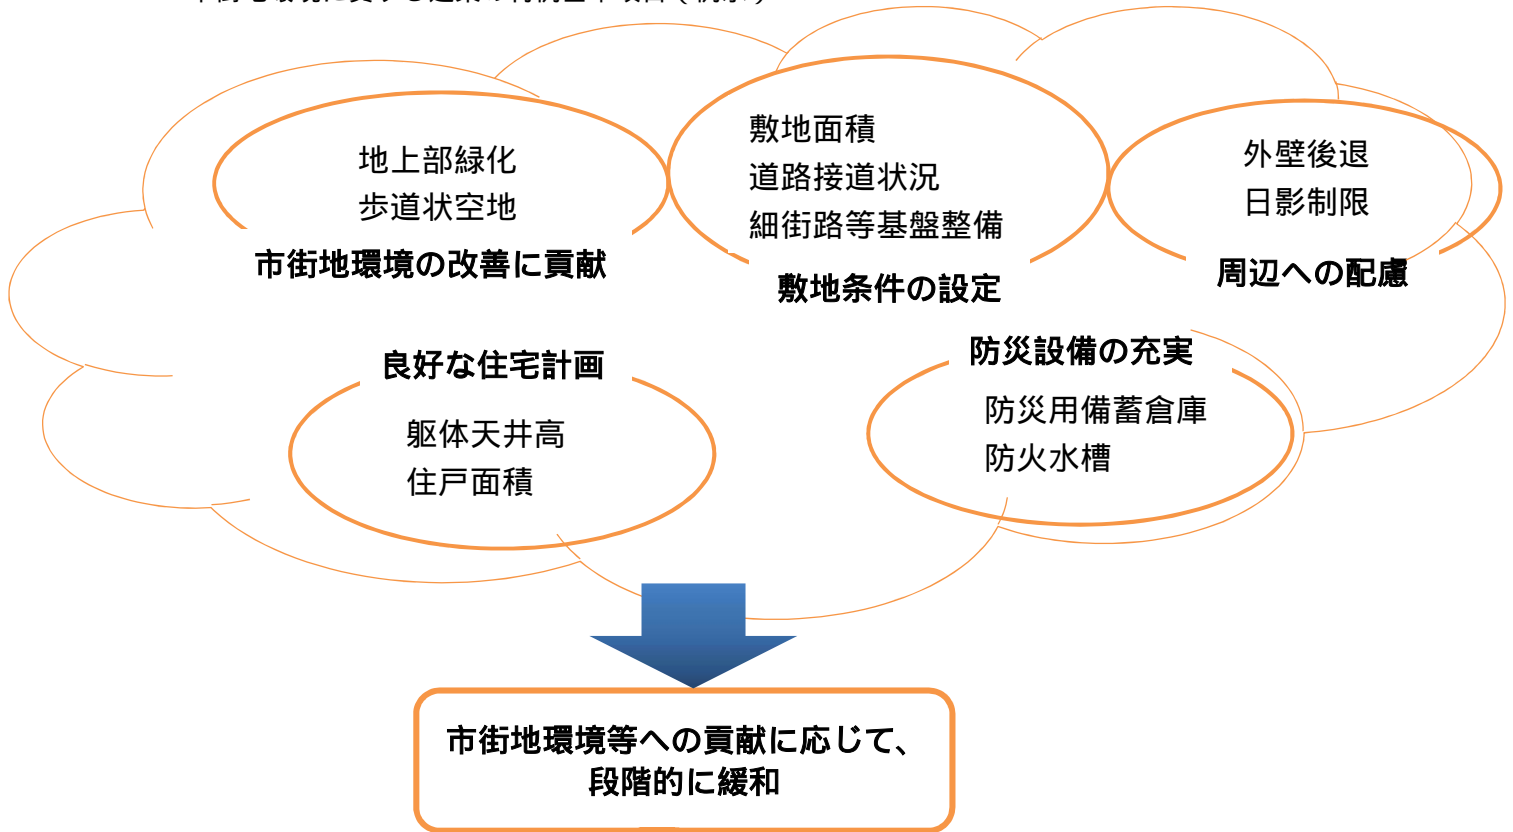 地上部緑化
歩道状空地
市街地環境の改善に貢献
敷地面積
道路接道状況
細街路等基盤整備
敷地条件の設定
外壁後退
日影制限
周辺への配慮
良好な住宅計画
躯体天井高
住戸面積
防災設備の充実
防災用備蓄倉庫
防火水槽
市街地環境等への貢献に応じて、
段階的に緩和